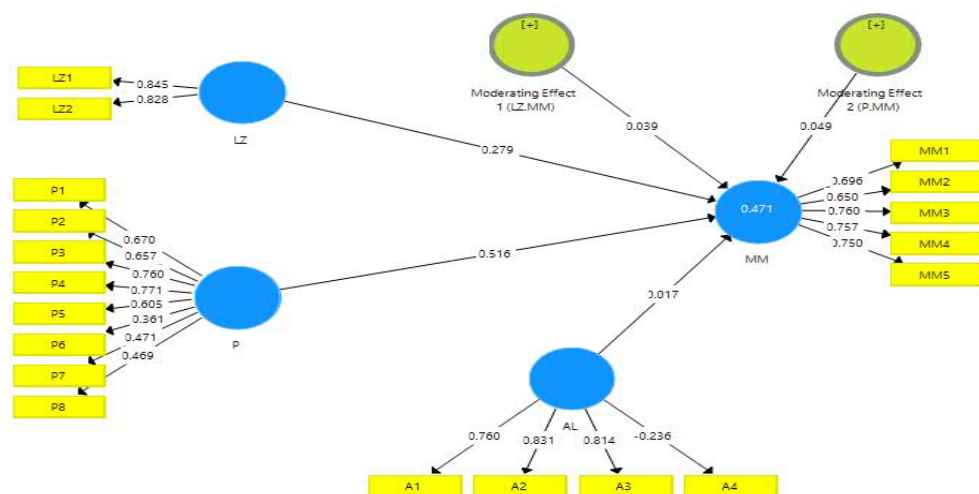 [+]
[+]
Moderating Effect
1 (LZ.MM)
Moderating Effect
2 (P.MM)
LZ1
LZ2
0.845
0.828
LZ
0.279
0.039
0.049
P1
P2
P3
P4
P5
P6
P7
P8
0.670
0.657
0.760
0.771
0.605
0.361
0.471
0.469
P
0.516
0.471
MM
0.696
0.650
0.760
0.757
0.750
MM1
MM2
MM3
MM4
MM5
0.017
AL
0.760
0.831
0.814
-0.236
A1
A2
A3
A4